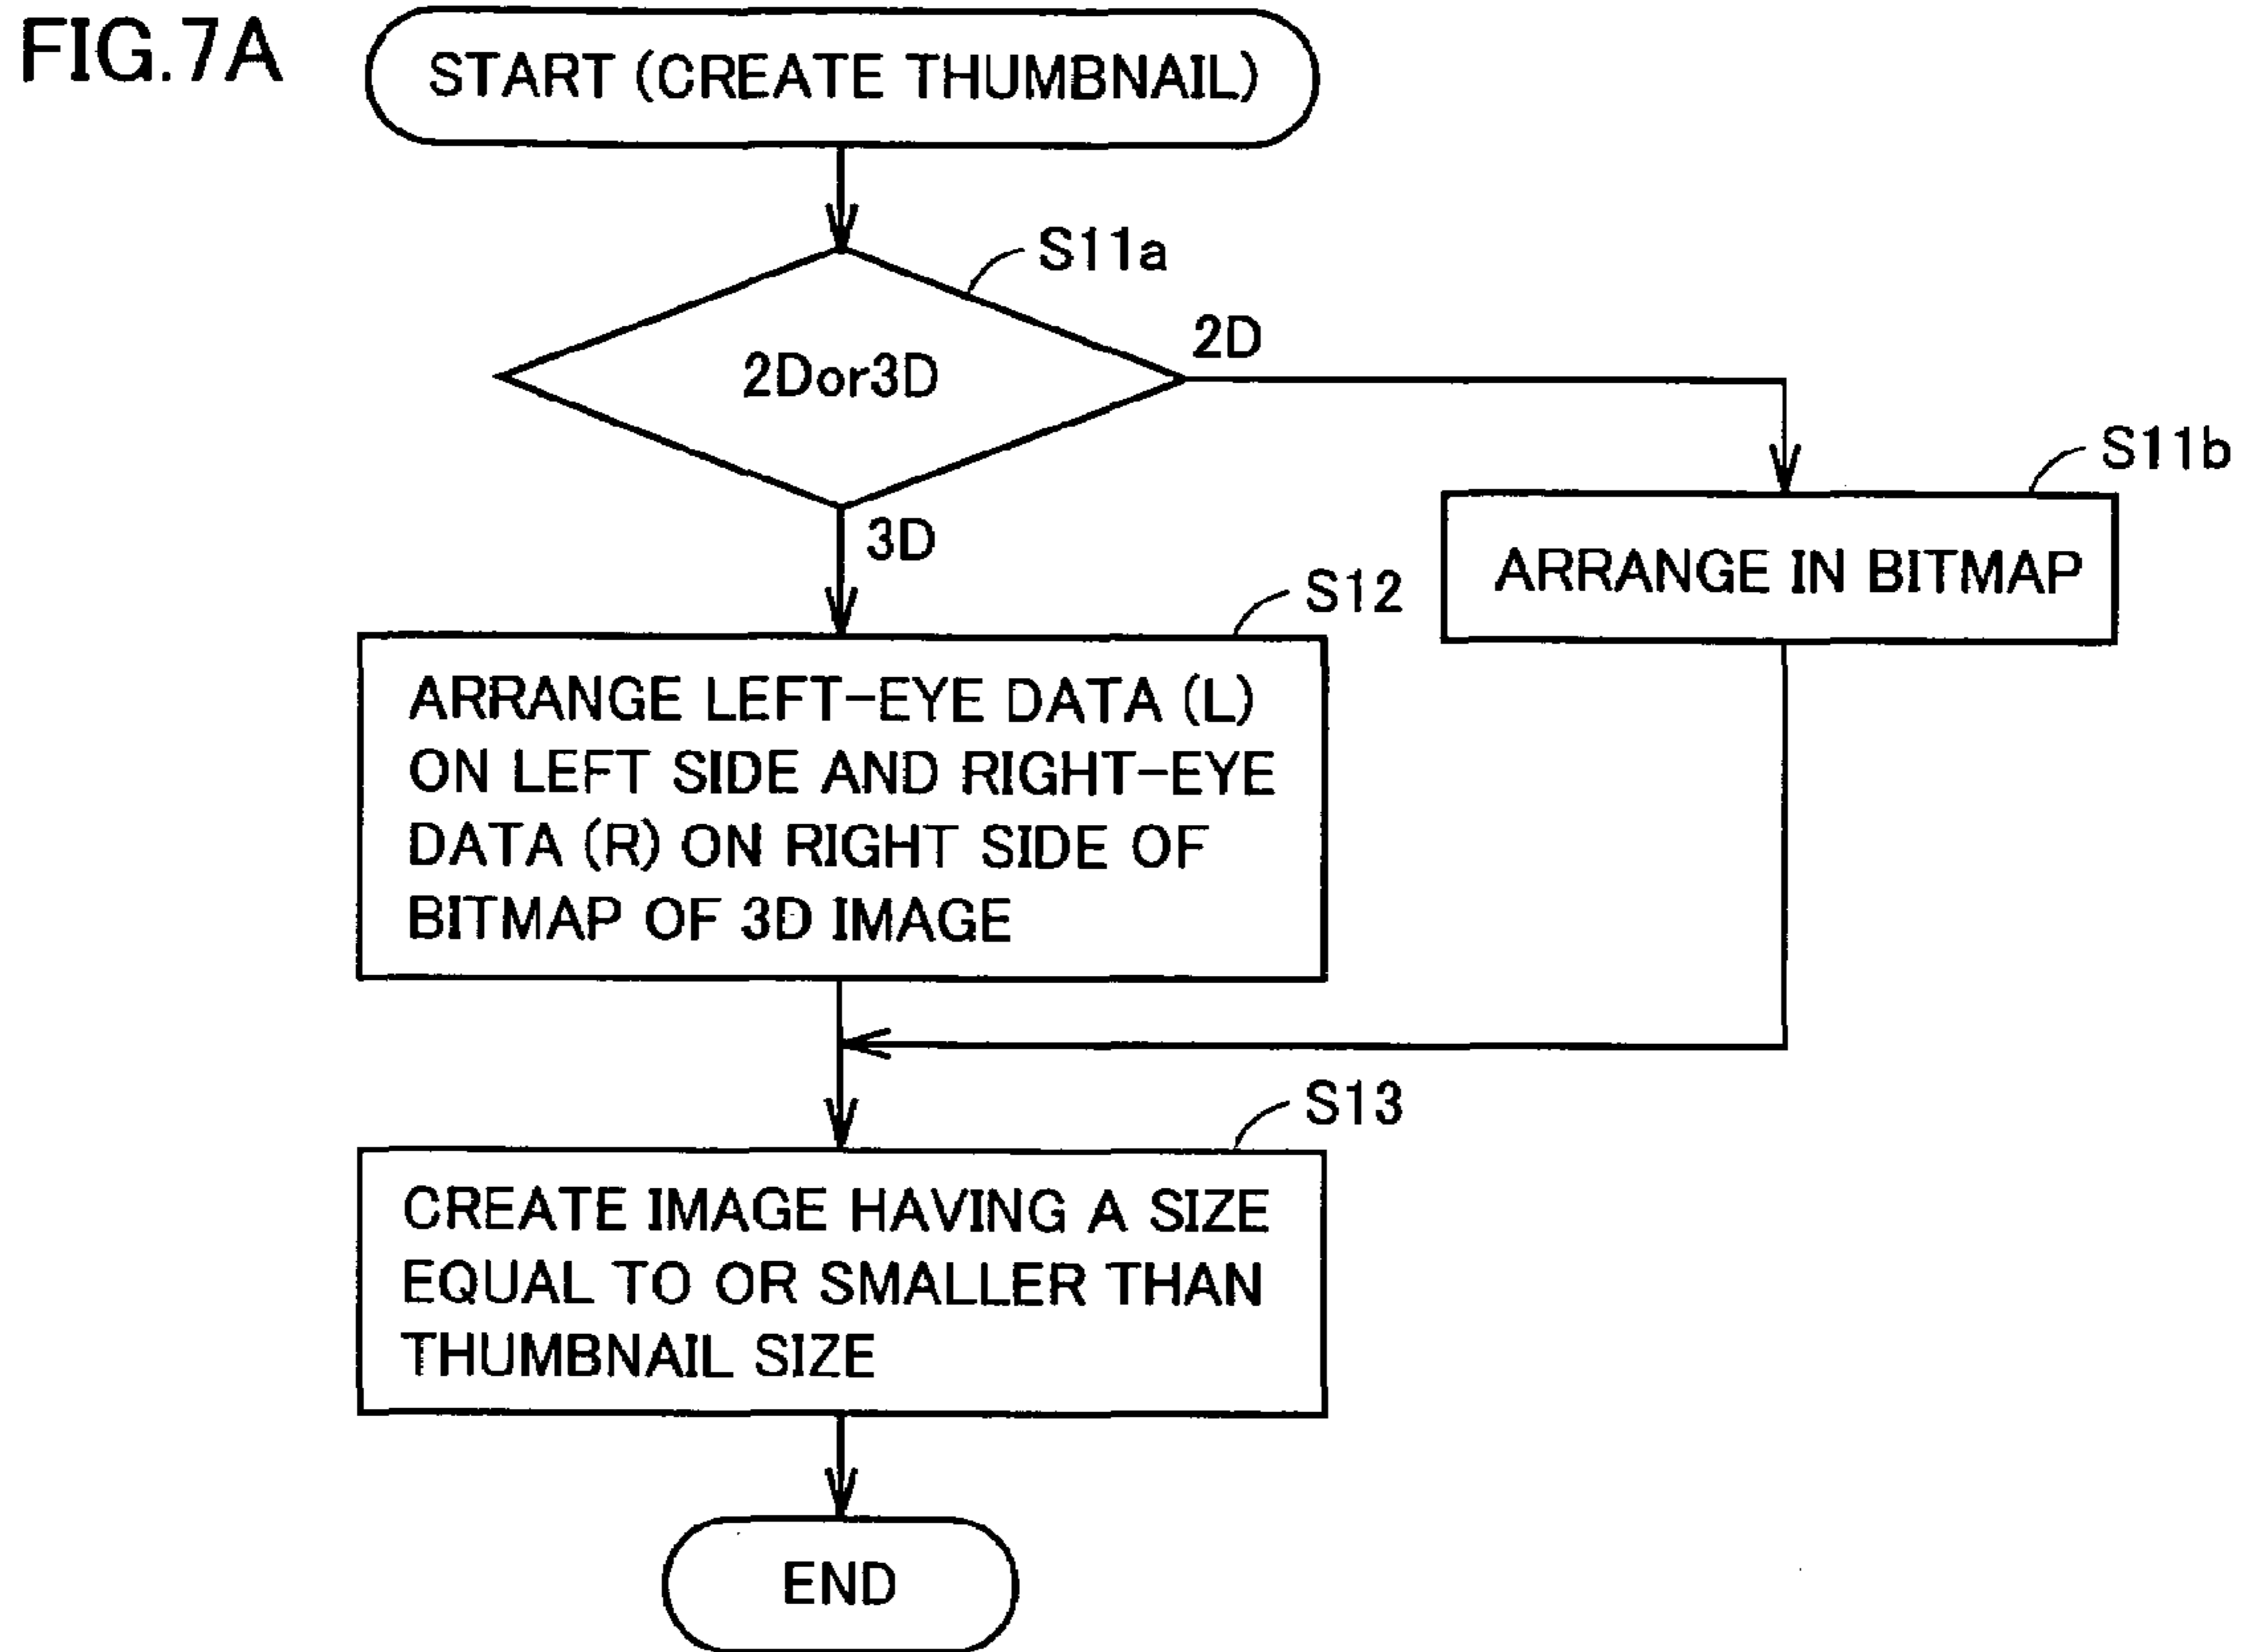 FIG.7A
START (CREATE THUMBNAIL)
S11a
2Dor3D
2D
3D
S11b
ARRANGE IN BITMAP
S12
ARRANGE LEFT-EYE DATA (L)
ON LEFT SIDE AND RIGHT-EYE
DATA (R) ON RIGHT SIDE OF
BITMAP OF 3D IMAGE
S13
CREATE IMAGE HAVING A SIZE
EQUAL TO OR SMALLER THAN
THUMBNAIL SIZE
END